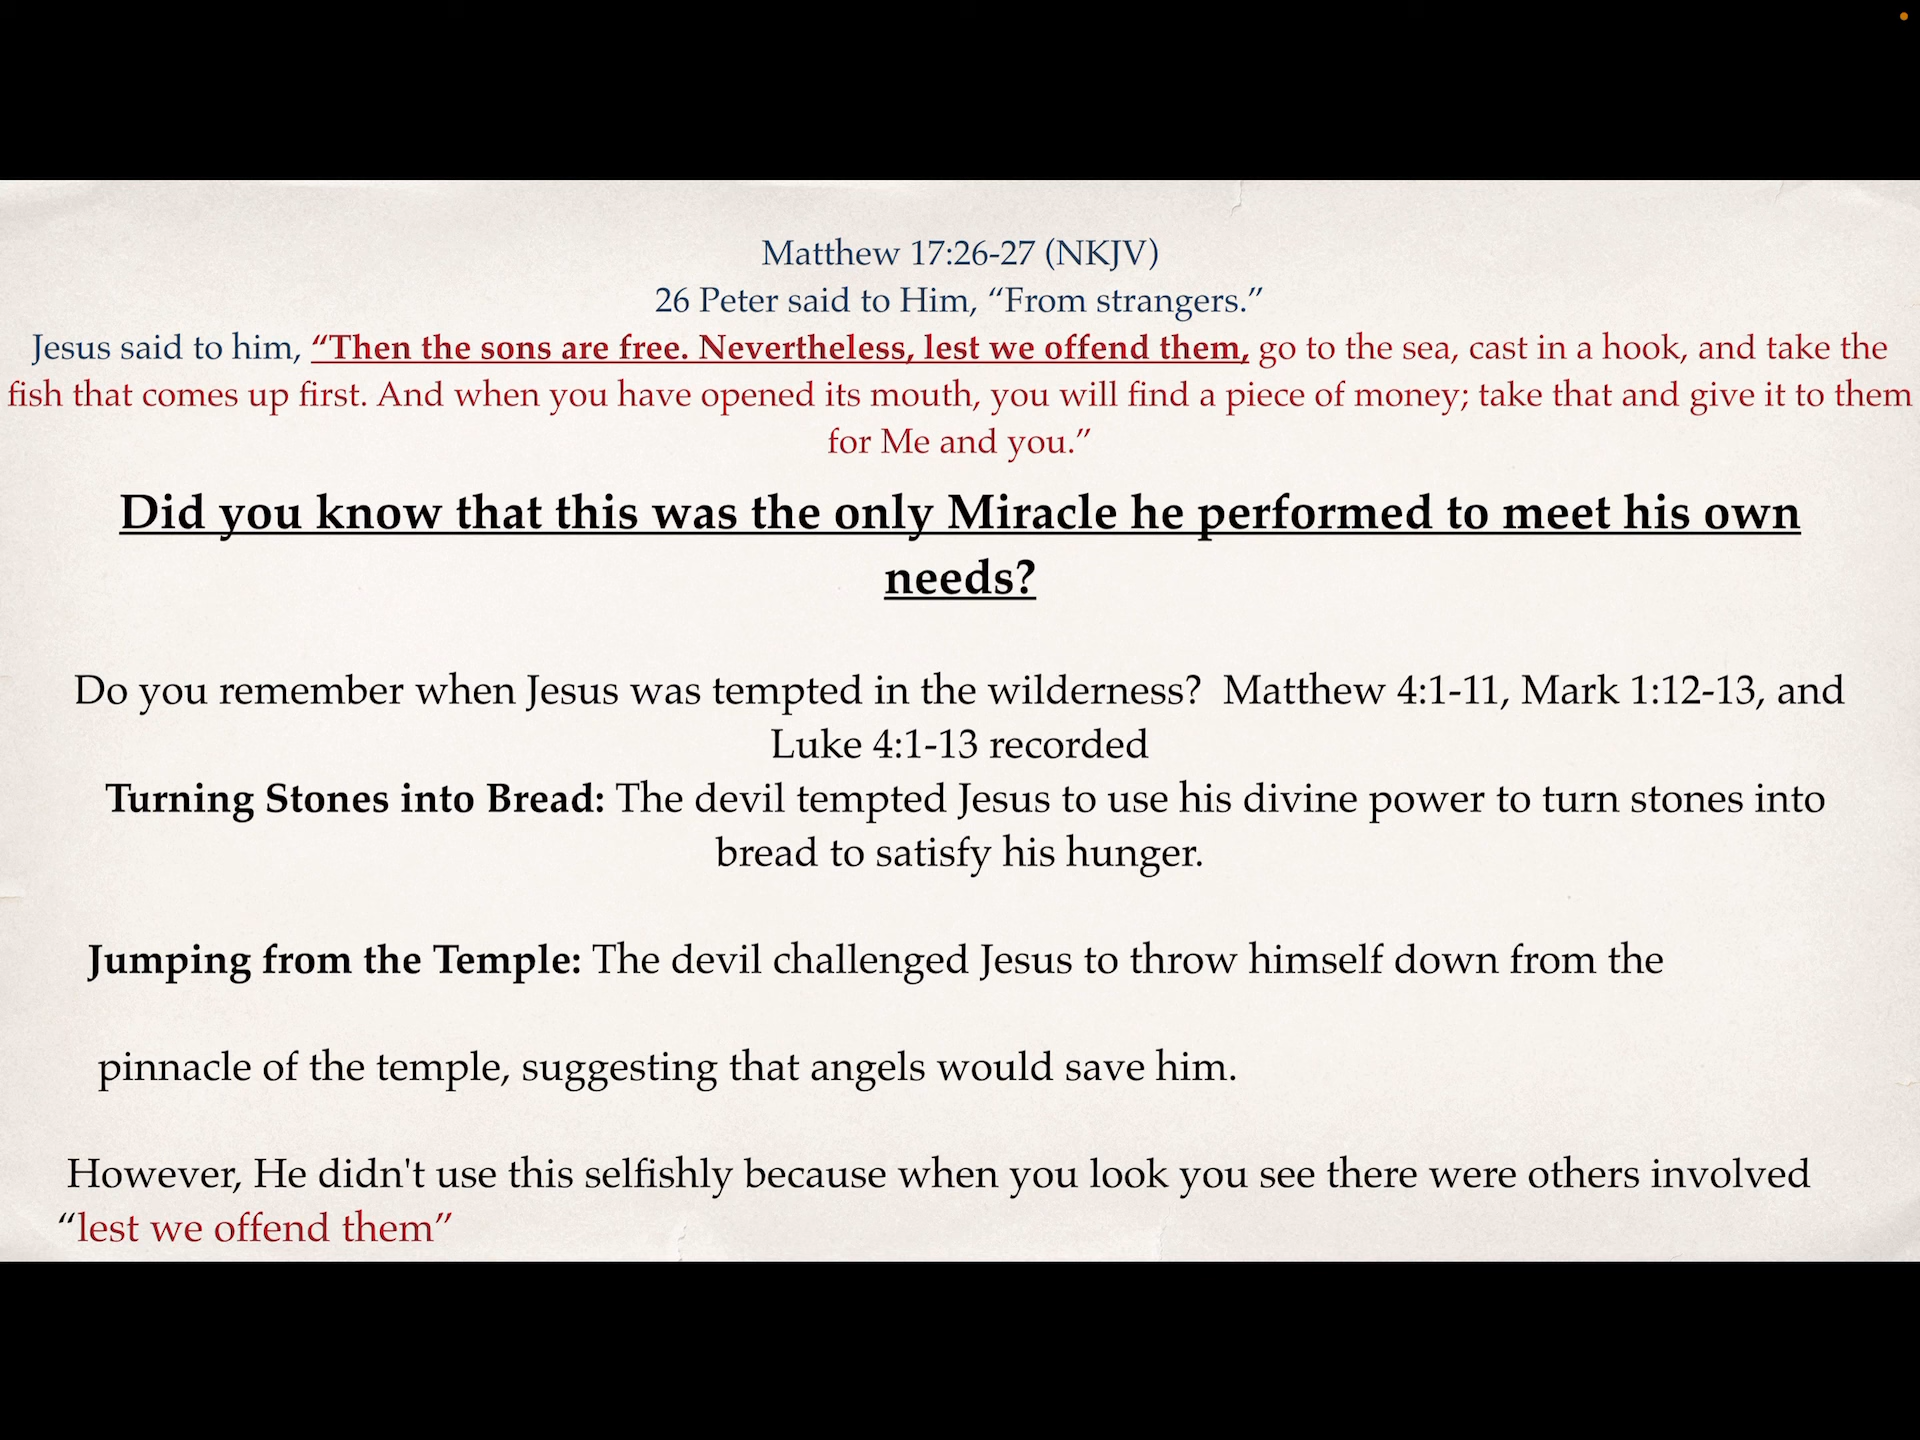 Matthew 17:26-27 (NKJV)
26 Peter said to Him, “From strangers.”
Jesus said to him, “Then the sons are free. Nevertheless, lest we offend them, go to the sea, cast in a hook, and take the
fish that comes up first. And when you have opened its mouth, you will find a piece of money; take that and give it to them
for Me and you.”
Did you know that this was the only Miracle he performed to meet his own
needs?
Do you remember when Jesus was tempted in the wilderness?  Matthew 4:1-11, Mark 1:12-13, and
Luke 4:1-13 recorded
Turning Stones into Bread: The devil tempted Jesus to use his divine power to turn stones into
bread to satisfy his hunger.
Jumping from the Temple: The devil challenged Jesus to throw himself down from the
pinnacle of the temple, suggesting that angels would save him.
However, He didn't use this selfishly because when you look you see there were others involved
“lest we offend them”